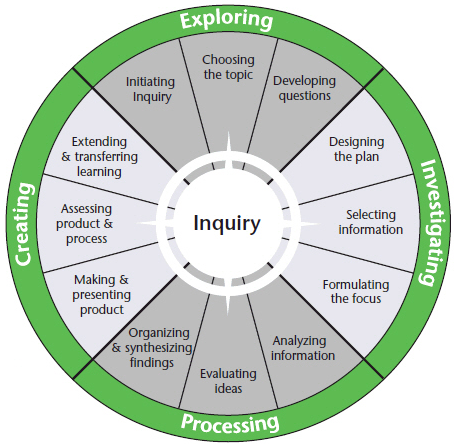 Exploring
Initiating
Inquiry
Choosing
the topic
Developing
questions
Investigating
Designing
the plan
Selecting
information
Formulating
the focus
Processing
Analyzing
information
Evaluating
ideas
Organizing
& synthesizing
findings
Creating
Making &
presenting
product
Assessing
product &
process
Extending
& transferring
learning
Inquiry